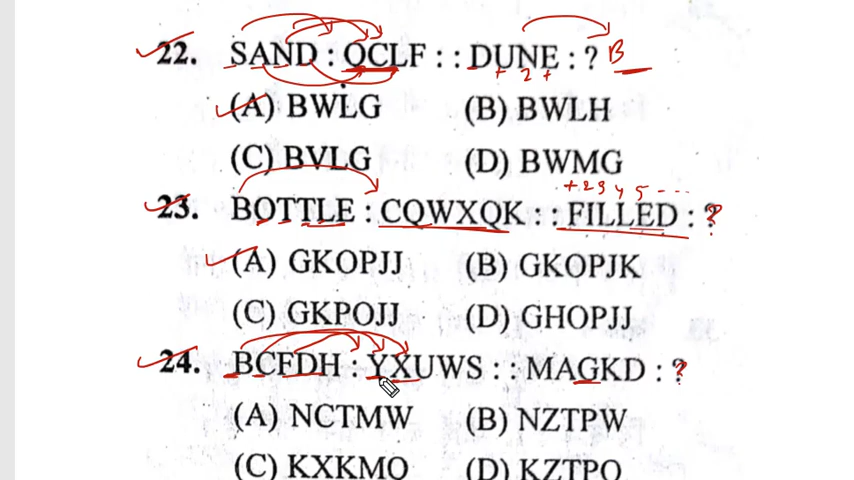 22. SAND : QCLF : : DUNE : ? B
+ 2 +
(A) BWLG (B) BWLH
(C) BVLG (D) BWMG
+ 2 3 4 5 - - - -
23. BOTTLE : CQWXQK : : FILLED : ?
(A) GKOPJJ (B) GKOPJK
(C) GKPOJJ (D) GHOPJJ
24. BCFDH : YXUWS : : MAGKD : ?
(A) NCTMW (B) NZTPW
(C) KXKMO (D) KZTPO